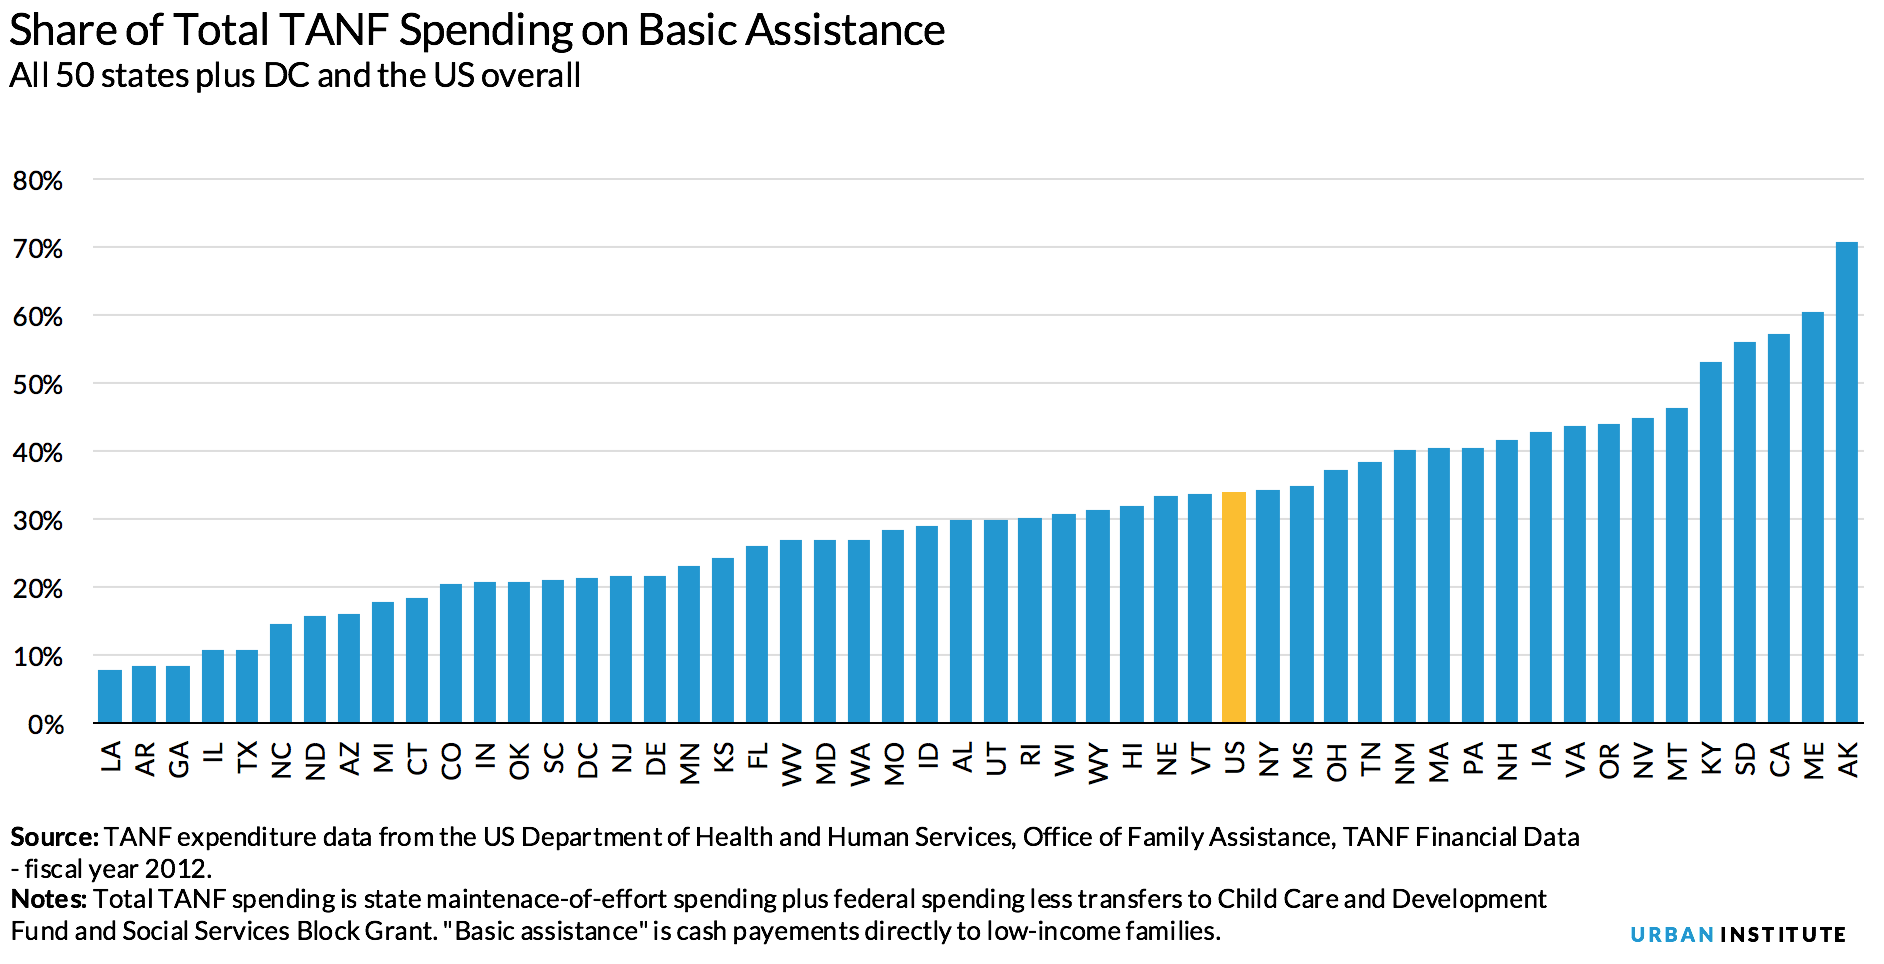 Share of Total TANF Spending on Basic Assistance
All 50 states plus DC and the US overall
80%
70%
60%
50%
40%
30%
20%
10%
0%
LA AR GA IL TX NC ND AZ MI CT CO IN OK SC DC NJ DE MN KS FL WV MD WA MO ID AL UT RI WI WY HI NE VT US NY MS OH TN NM MA PA NH IA VA OR NV MT KY SD CA ME AK
Source: TANF expenditure data from the US Department of Health and Human Services, Office of Family Assistance, TANF Financial Data
- fiscal year 2012.
Notes: Total TANF spending is state maintenace-of-effort spending plus federal spending less transfers to Child Care and Development
Fund and Social Services Block Grant. "Basic assistance" is cash payments directly to low-income families.
URBAN INSTITUTE